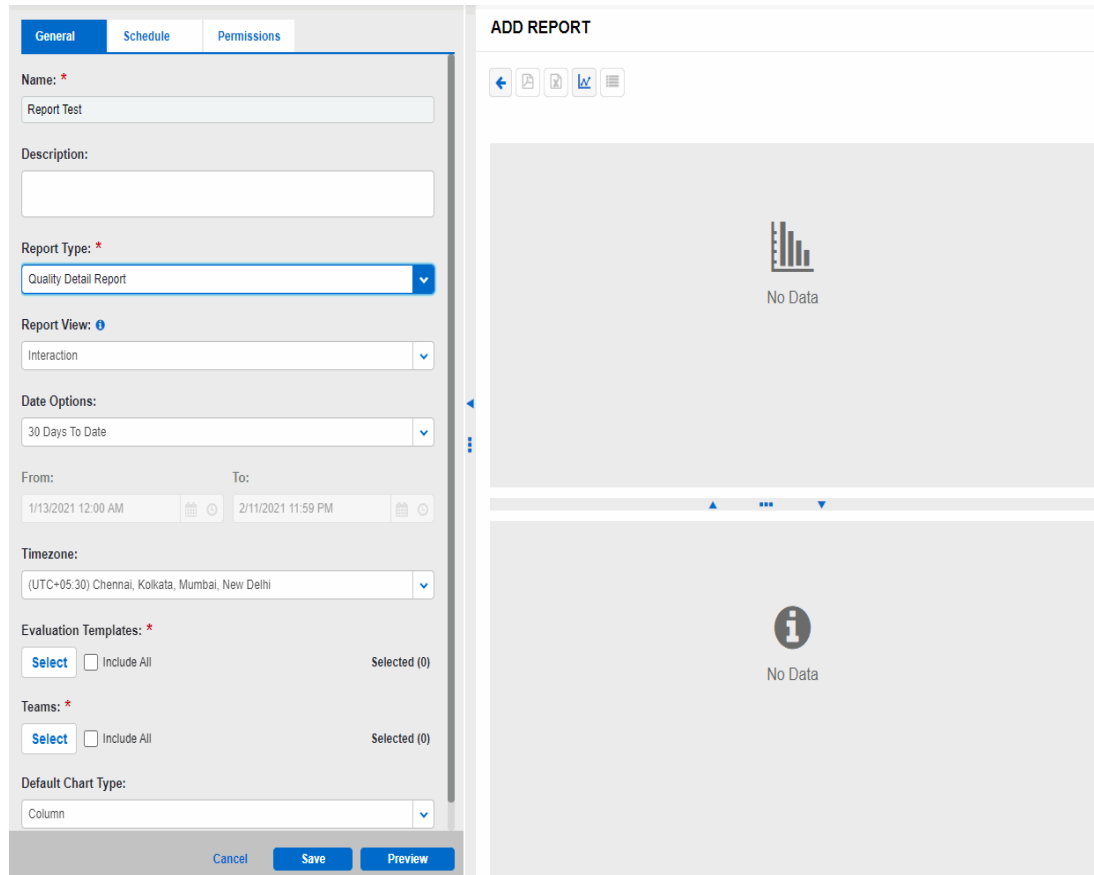 General Schedule Permissions
Name: *
Report Test
Description:
Report Type: *
Quality Detail Report
Report View:
Interaction
Date Options:
30 Days To Date
From: To:
1/13/2021 12:00 AM 2/11/2021 11:59 PM
Timezone:
(UTC+05:30) Chennai, Kolkata, Mumbai, New Delhi
Evaluation Templates: *
Select Include All Selected (0)
Teams: *
Select Include All Selected (0)
Default Chart Type:
Column
Cancel Save Preview
ADD REPORT
No Data
No Data